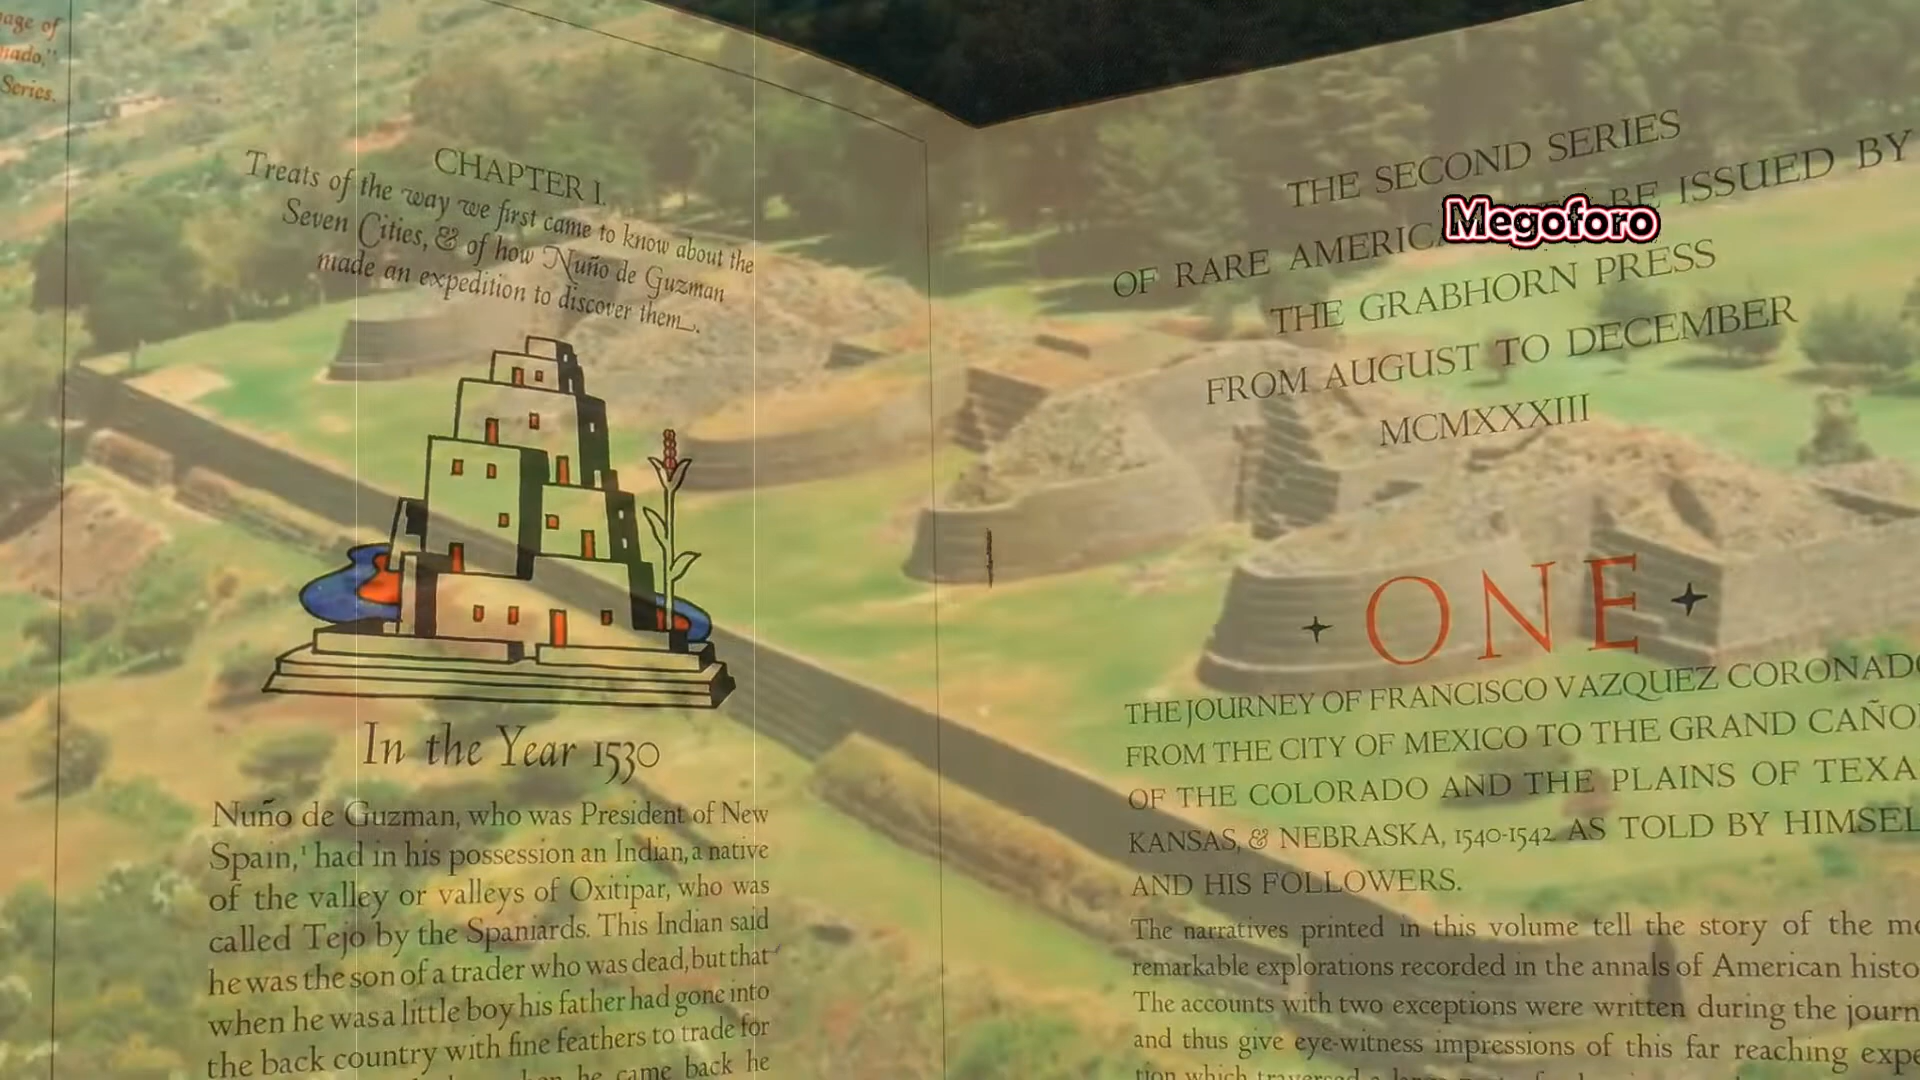 age of
nado,"
Series.
CHAPTER I.
Treats of the way we first came to know about the
Seven Cities, & of how Nuño de Guzman
made an expedition to discover them.
In the Year 1530
Nuño de Guzman, who was President of New
Spain,¹ had in his possession an Indian, a native
of the valley or valleys of Oxitipar, who was
called Tejo by the Spaniards. This Indian said
he was the son of a trader who was dead, but that
when he was a little boy his father had gone into
the back country with fine feathers to trade for
he came back he
THE SECOND SERIES
OF RARE AMERICA BE ISSUED BY
Megoforo
THE GRABHORN PRESS
FROM AUGUST TO DECEMBER
MCMXXXIII
ONE
THE JOURNEY OF FRANCISCO VAZQUEZ CORONADO
FROM THE CITY OF MEXICO TO THE GRAND CAÑO
OF THE COLORADO AND THE PLAINS OF TEXA
KANSAS, & NEBRASKA, 1540-1542 AS TOLD BY HIMSEL
AND HIS FOLLOWERS.
The narratives printed in this volume tell the story of the mo
remarkable explorations recorded in the annals of American histo
The accounts with two exceptions were written during the journ
and thus give eye-witness impressions of this far reaching expe
tion which traversed a